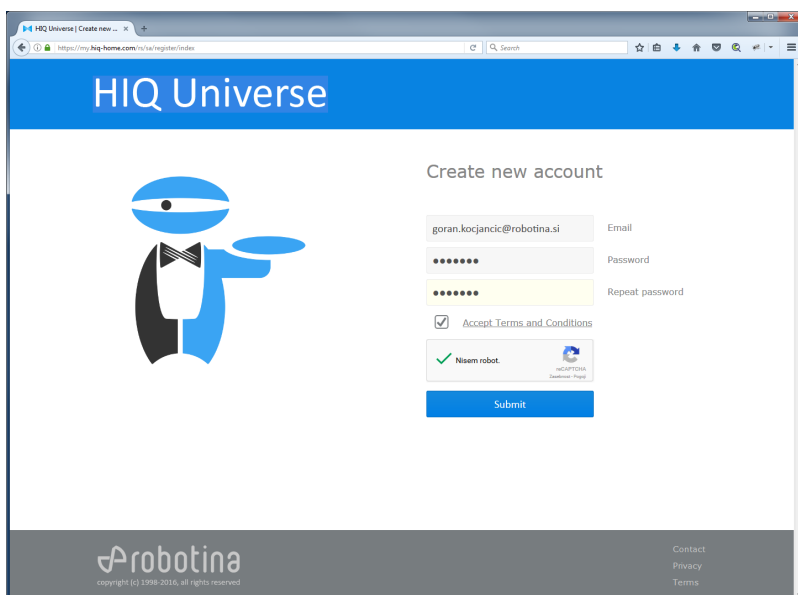 HIQ Universe | Create new ...
https://my.hiq-home.com/rs/sa/register/index
Search
HIQ Universe
Create new account
goran.kocjancic@robotina.si Email
Password
Repeat password
Accept Terms and Conditions
Nisem robot.
reCAPTCHA
Submit
robotina
copyright (c) 1998-2016, all rights reserved
Contact
Privacy
Terms